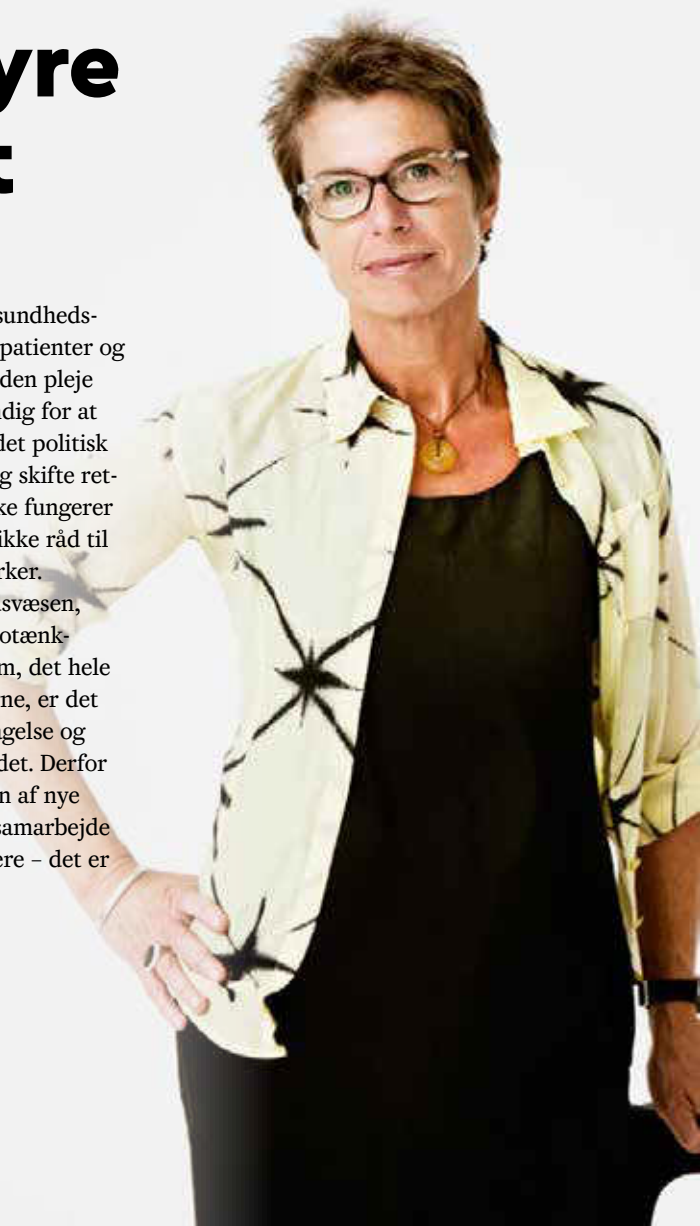 yre
t
sundheds-
patienter og
den pleje
dig for at
det politisk
g skifte ret-
ke fungerer
ikke råd til
rker.
svæsen,
otænk-
m, det hele
ne, er det
gelse og
det. Derfor
n af nye
samarbejde
ere – det er